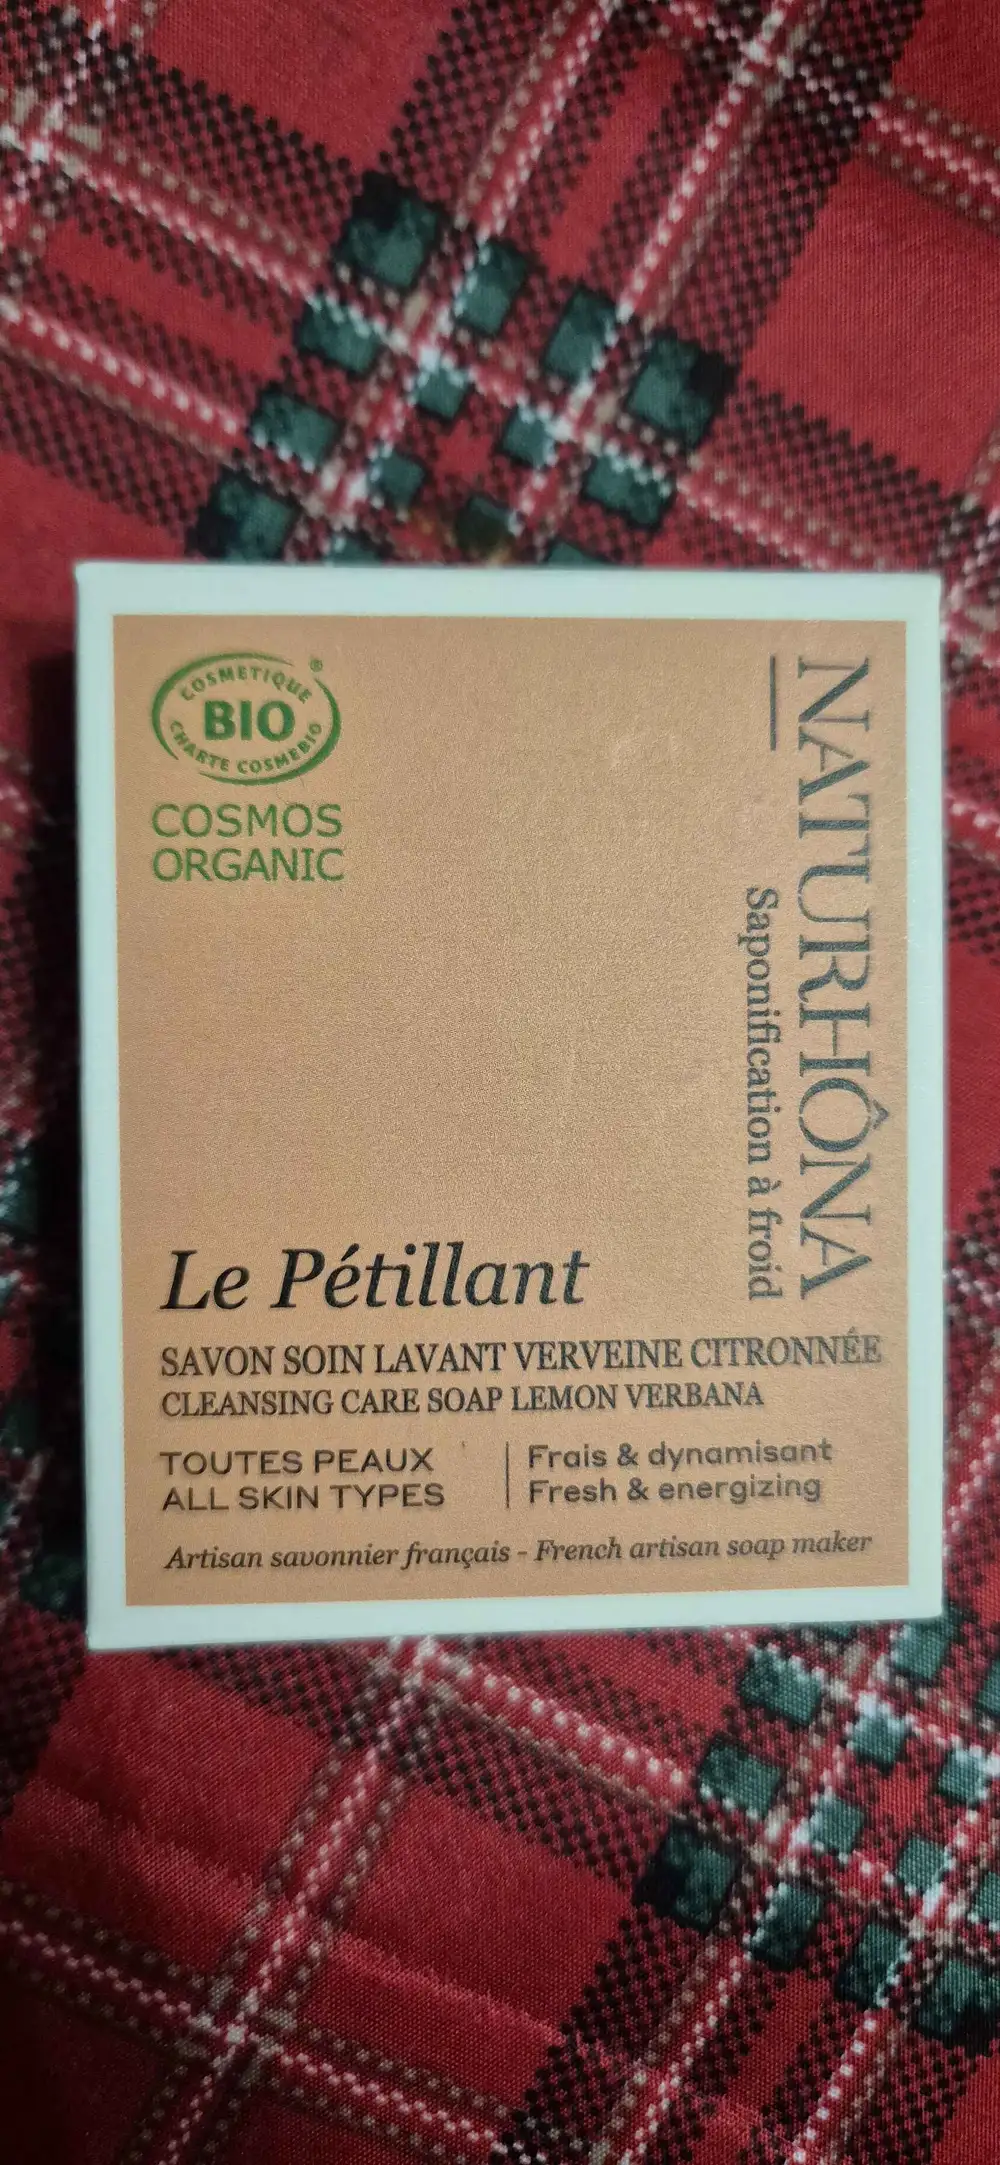 COSMETIQUE
BIO
CHARTE COSMEBIO
®
COSMOS
ORGANIC
NATURHÔNA
Saponification à froid
Le Pétillant
SAVON SOIN LAVANT VERVEINE CITRONNÉE
CLEANSING CARE SOAP LEMON VERBANA
TOUTES PEAUX
ALL SKIN TYPES
Frais & dynamisant
Fresh & energizing
Artisan savonnier français - French artisan soap maker